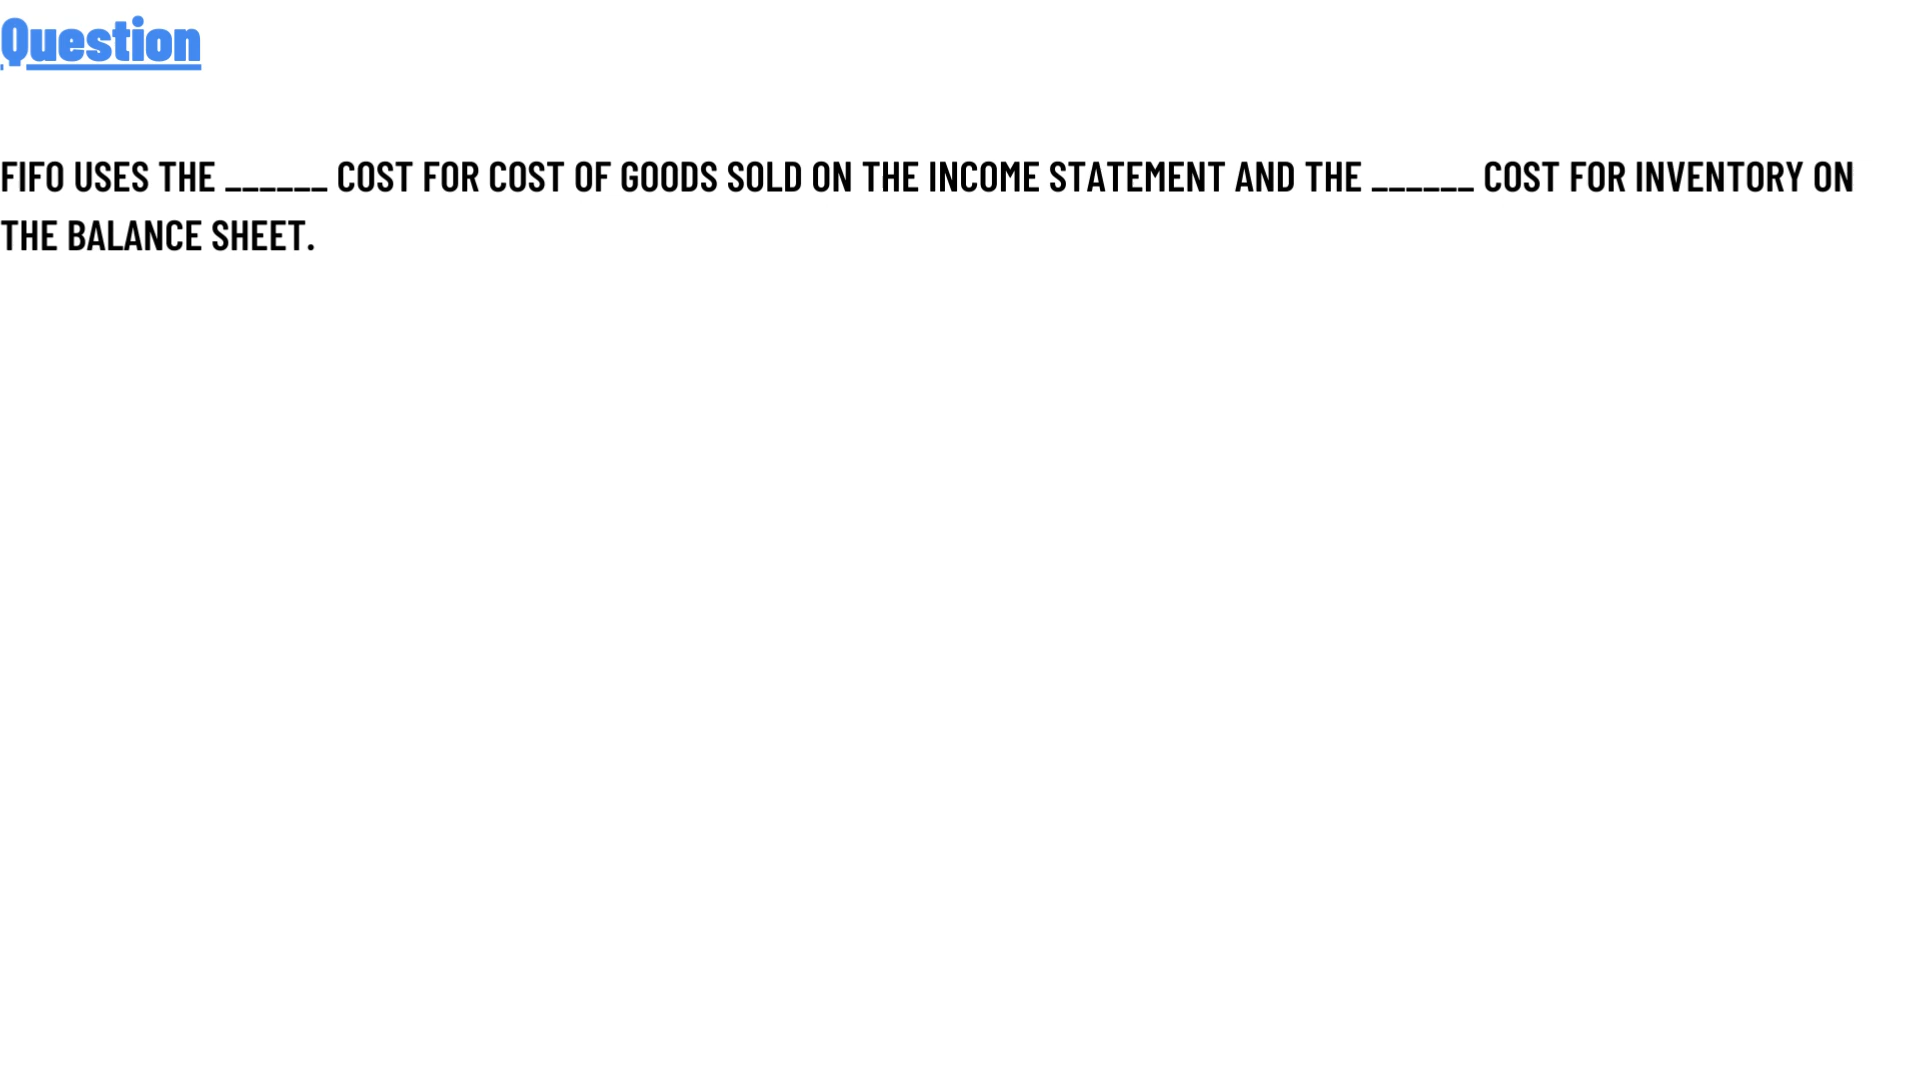 Question
FIFO USES THE ______ COST FOR COST OF GOODS SOLD ON THE INCOME STATEMENT AND THE ______ COST FOR INVENTORY ON
THE BALANCE SHEET.